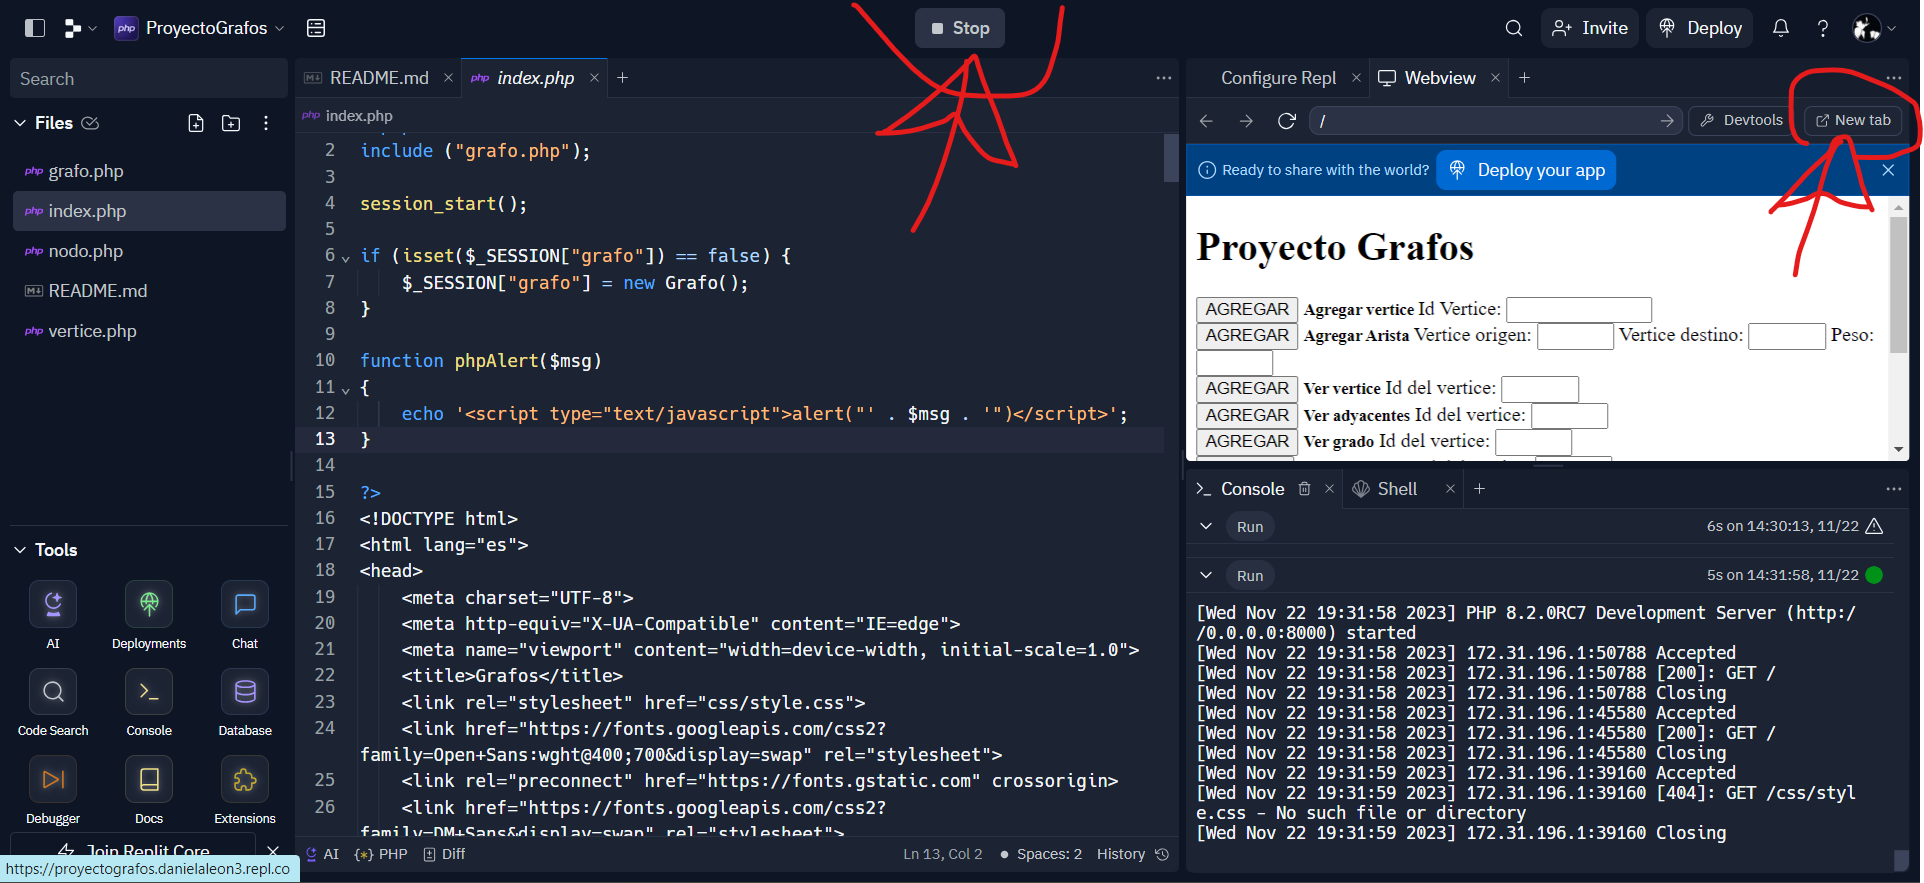 php ProyectoGrafos
Stop
Invite
Deploy
Search
Files
php grafo.php
php index.php
php nodo.php
M↓ README.md
php vertice.php
Tools
AI
Deployments
Chat
Code Search
Console
Database
Debugger
Docs
Extensions
Join Replit Core
https://proyectografos.danielaleon3.repl.co
M↓ README.md
php index.php
php index.php
2 include ("grafo.php");
3
4 session_start();
5
6 if (isset($_SESSION["grafo"]) == false) {
7 $_SESSION["grafo"] = new Grafo();
8 }
9
10 function phpAlert($msg)
11 {
12 echo '<script type="text/javascript">alert("' . $msg . '")</script>';
13 }
14
15 ?>
16 <!DOCTYPE html>
17 <html lang="es">
18 <head>
19 <meta charset="UTF-8">
20 <meta http-equiv="X-UA-Compatible" content="IE=edge">
21 <meta name="viewport" content="width=device-width, initial-scale=1.0">
22 <title>Grafos</title>
23 <link rel="stylesheet" href="css/style.css">
24 <link href="https://fonts.googleapis.com/css2?
family=Open+Sans:wght@400;700&display=swap" rel="stylesheet">
25 <link rel="preconnect" href="https://fonts.gstatic.com" crossorigin>
26 <link href="https://fonts.googleapis.com/css2?
family=DM+Sans&display=swap" rel="stylesheet">
AI
PHP
Diff
Ln 13, Col 2
Spaces: 2
History
Configure Repl
Webview
/
Devtools
New tab
Ready to share with the world?
Deploy your app
Proyecto Grafos
AGREGAR Agregar vertice Id Vertice:
AGREGAR Agregar Arista Vertice origen: Vertice destino: Peso:
AGREGAR Ver vertice Id del vertice:
AGREGAR Ver adyacentes Id del vertice:
AGREGAR Ver grado Id del vertice:
Console
Shell
Run
6s on 14:30:13, 11/22
Run
5s on 14:31:58, 11/22
[Wed Nov 22 19:31:58 2023] PHP 8.2.0RC7 Development Server (http:/
/0.0.0.0:8000) started
[Wed Nov 22 19:31:58 2023] 172.31.196.1:50788 Accepted
[Wed Nov 22 19:31:58 2023] 172.31.196.1:50788 [200]: GET /
[Wed Nov 22 19:31:58 2023] 172.31.196.1:50788 Closing
[Wed Nov 22 19:31:58 2023] 172.31.196.1:45580 Accepted
[Wed Nov 22 19:31:58 2023] 172.31.196.1:45580 [200]: GET /
[Wed Nov 22 19:31:58 2023] 172.31.196.1:45580 Closing
[Wed Nov 22 19:31:59 2023] 172.31.196.1:39160 Accepted
[Wed Nov 22 19:31:59 2023] 172.31.196.1:39160 [404]: GET /css/styl
e.css - No such file or directory
[Wed Nov 22 19:31:59 2023] 172.31.196.1:39160 Closing